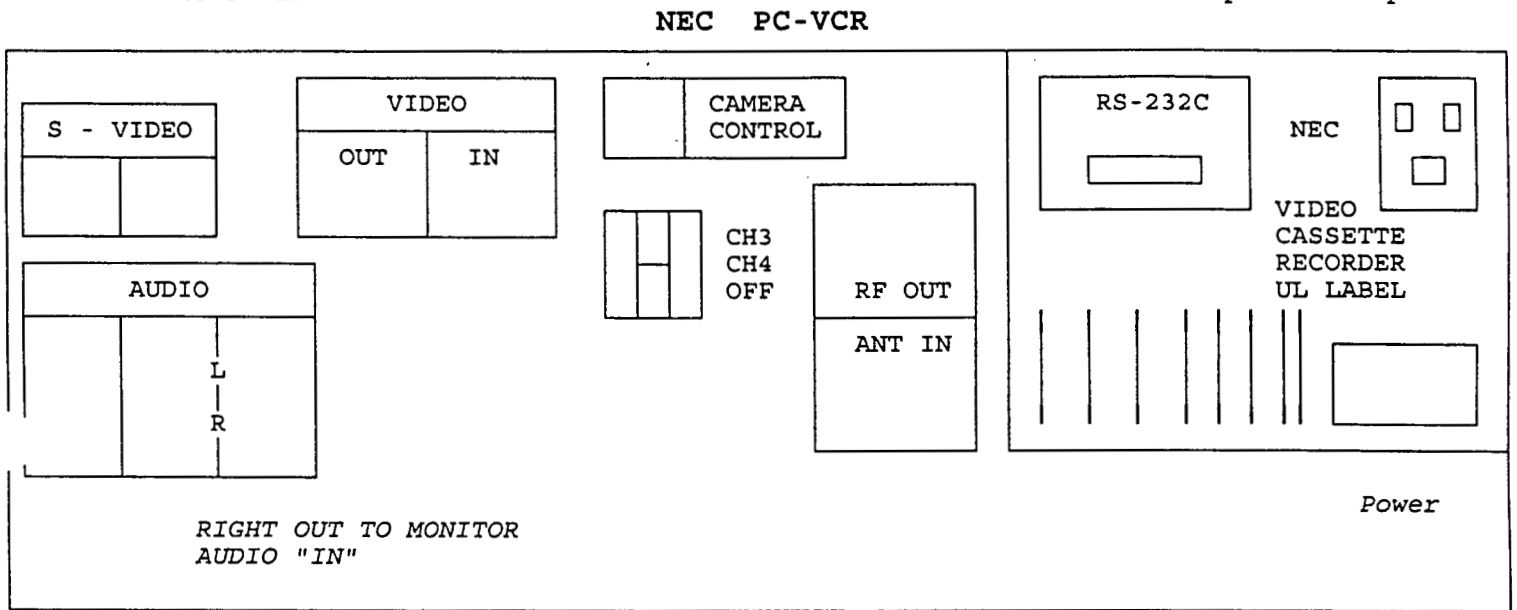 NEC PC-VCR
S - VIDEO
VIDEO
OUT IN
CAMERA
CONTROL
RS-232C
NEC
VIDEO
CASSETTE
RECORDER
UL LABEL
CH3
CH4
OFF
RF OUT
ANT IN
AUDIO
L
R
RIGHT OUT TO MONITOR
AUDIO "IN"
Power